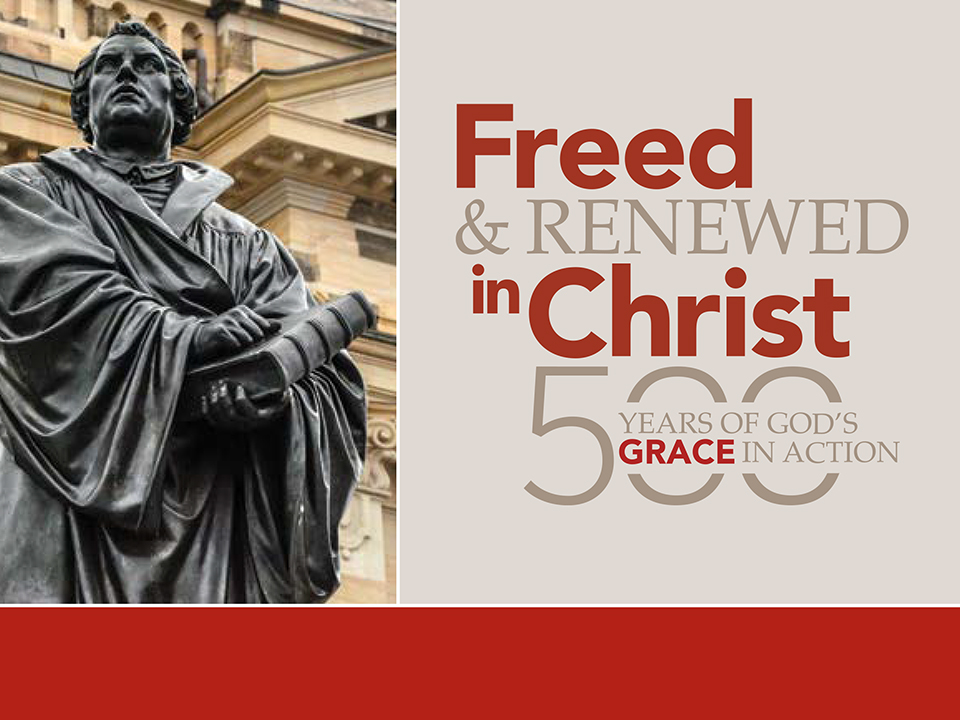 Freed
& RENEWED
in Christ
500
YEARS OF GOD'S
GRACE IN ACTION